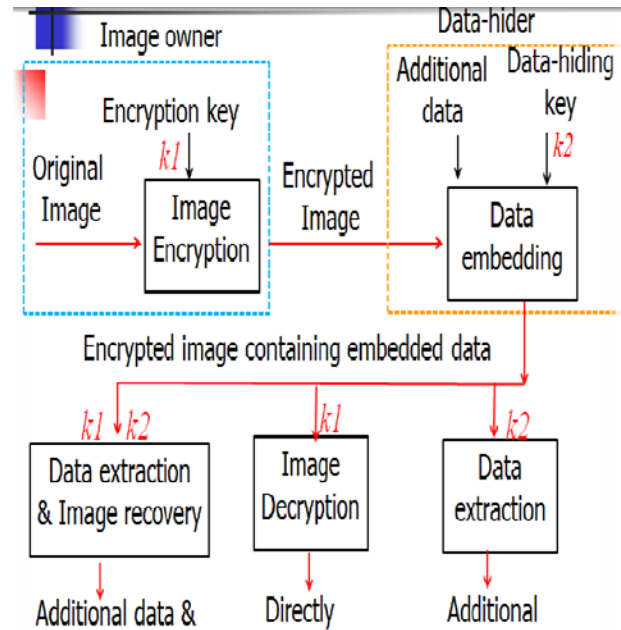 Image owner
Data-hider
Encryption key
k1
Original
Image
Image
Encryption
Encrypted
Image
Additional
data
Data-hiding
key
k2
Data
embedding
Encrypted image containing embedded data
k1 k2
Data extraction
& Image recovery
k1
Image
Decryption
k2
Data
extraction
Additional data &
Directly
Additional